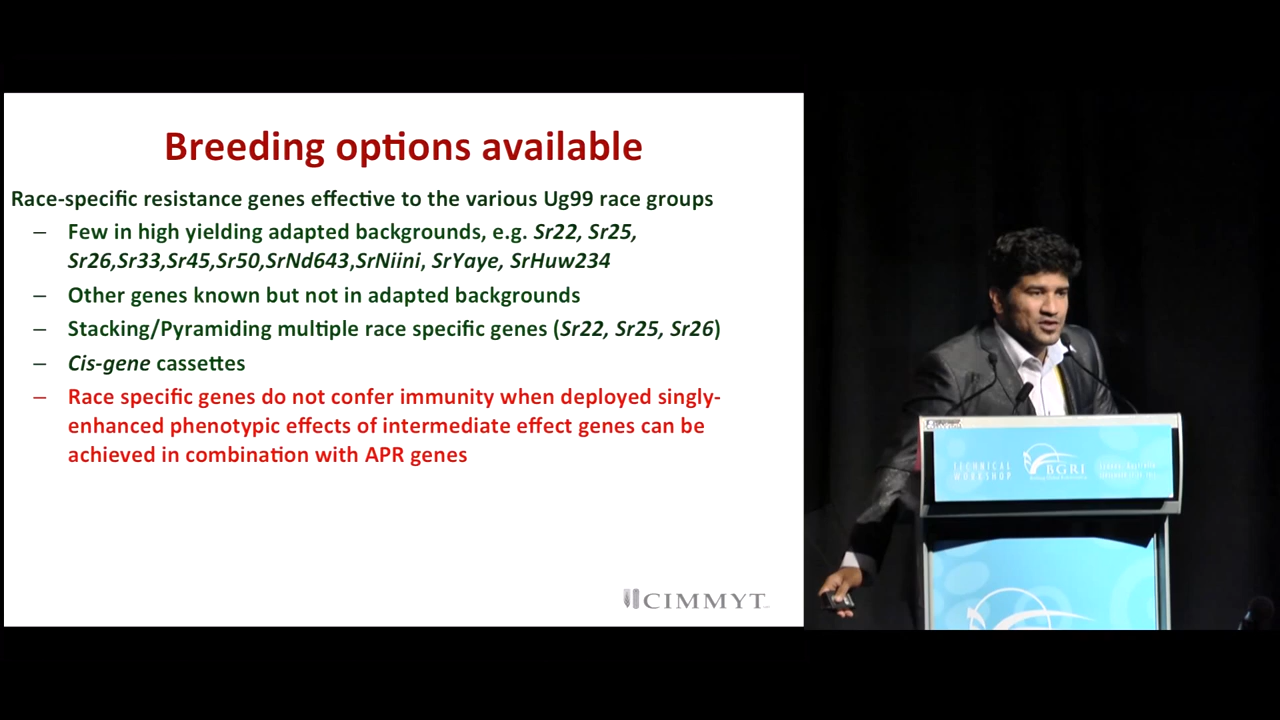 Breeding options available
Race-specific resistance genes effective to the various Ug99 race groups
– Few in high yielding adapted backgrounds, e.g. Sr22, Sr25,
Sr26,Sr33,Sr45,Sr50,SrNd643,SrNiini, SrYaye, SrHuw234
– Other genes known but not in adapted backgrounds
– Stacking/Pyramiding multiple race specific genes (Sr22, Sr25, Sr26)
– Cis-gene cassettes
– Race specific genes do not confer immunity when deployed singly-
enhanced phenotypic effects of intermediate effect genes can be
achieved in combination with APR genes
CIMMYT
TECHNICAL
WORKSHOP
BGRI